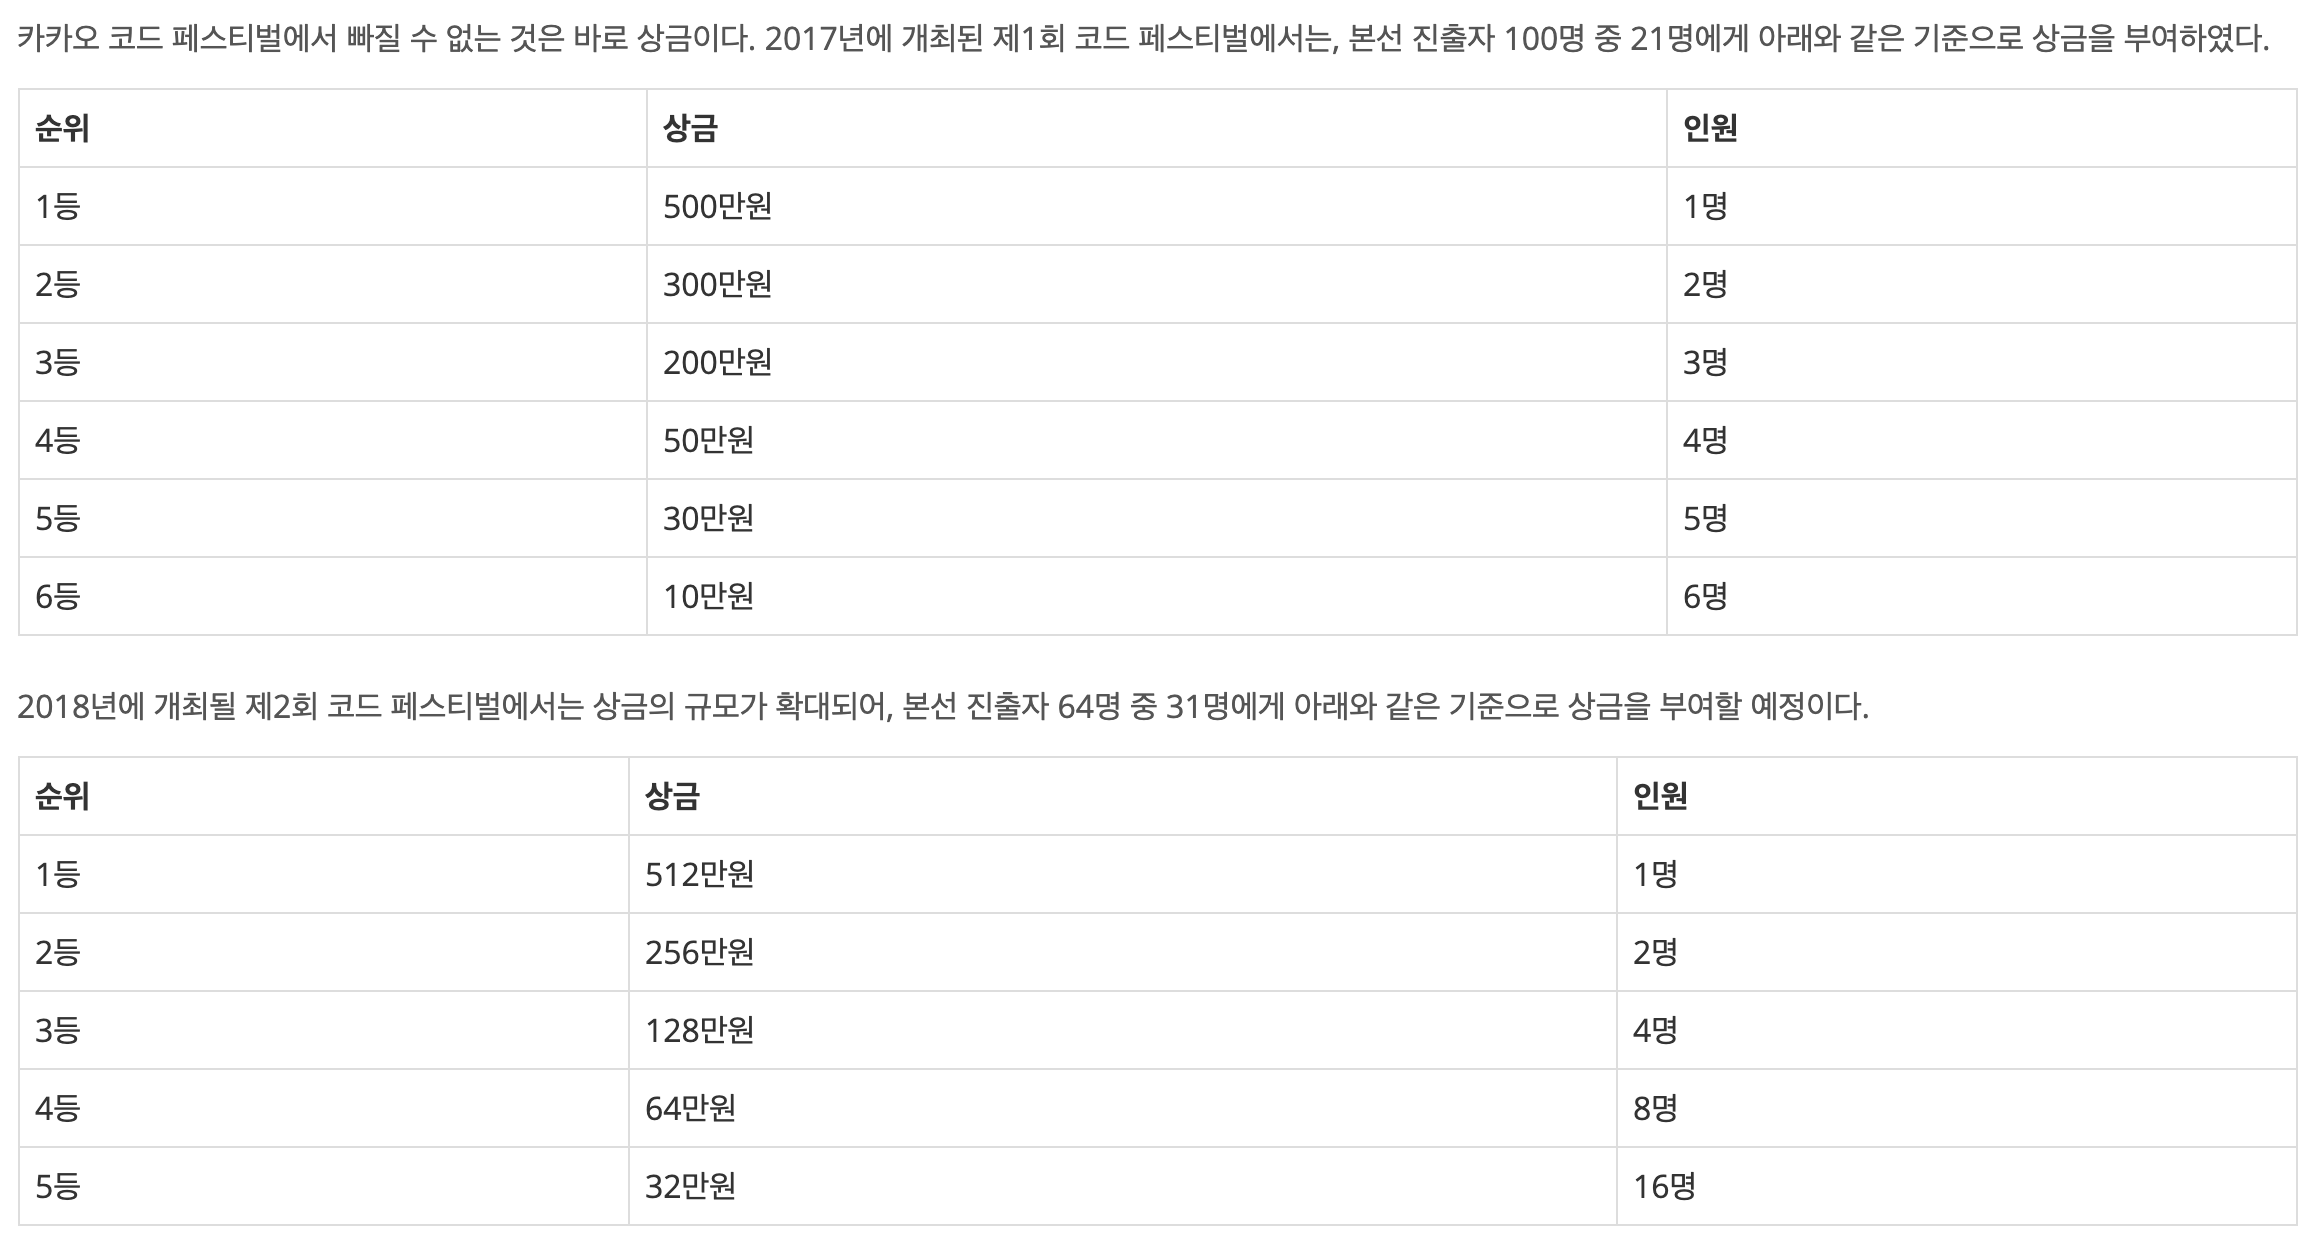 카카오 코드 페스티벌에서 빠질 수 없는 것은 바로 상금이다. 2017년에 개최된 제1회 코드 페스티벌에서는, 본선 진출자 100명 중 21명에게 아래와 같은 기준으로 상금을 부여하였다.
순위 상금 인원
1등 500만원 1명
2등 300만원 2명
3등 200만원 3명
4등 50만원 4명
5등 30만원 5명
6등 10만원 6명
2018년에 개최될 제2회 코드 페스티벌에서는 상금의 규모가 확대되어, 본선 진출자 64명 중 31명에게 아래와 같은 기준으로 상금을 부여할 예정이다.
순위 상금 인원
1등 512만원 1명
2등 256만원 2명
3등 128만원 4명
4등 64만원 8명
5등 32만원 16명